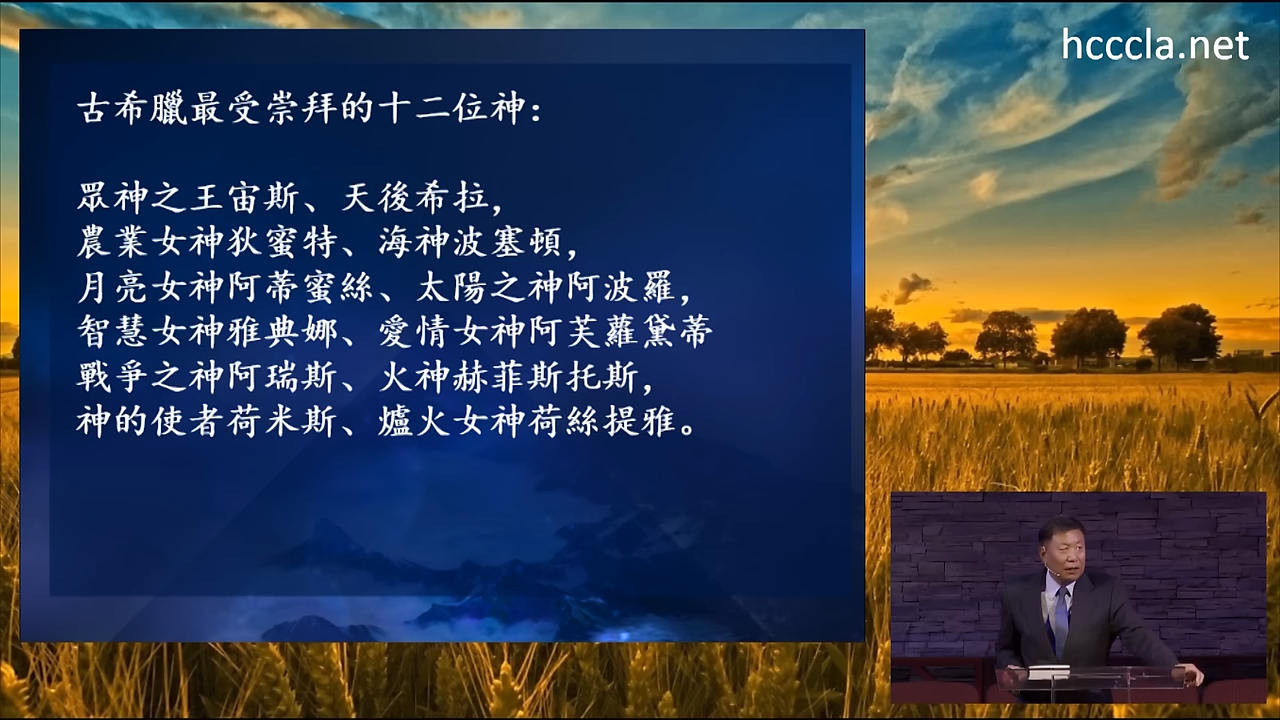 hcccla.net
古希臘最受崇拜的十二位神：
眾神之王宙斯、天後希拉，
農業女神狄蜜特、海神波塞頓，
月亮女神阿蒂蜜絲、太陽之神阿波羅，
智慧女神雅典娜、愛情女神阿芙蘿黛蒂
戰爭之神阿瑞斯、火神赫菲斯托斯，
神的使者荷米斯、爐火女神荷絲提雅。